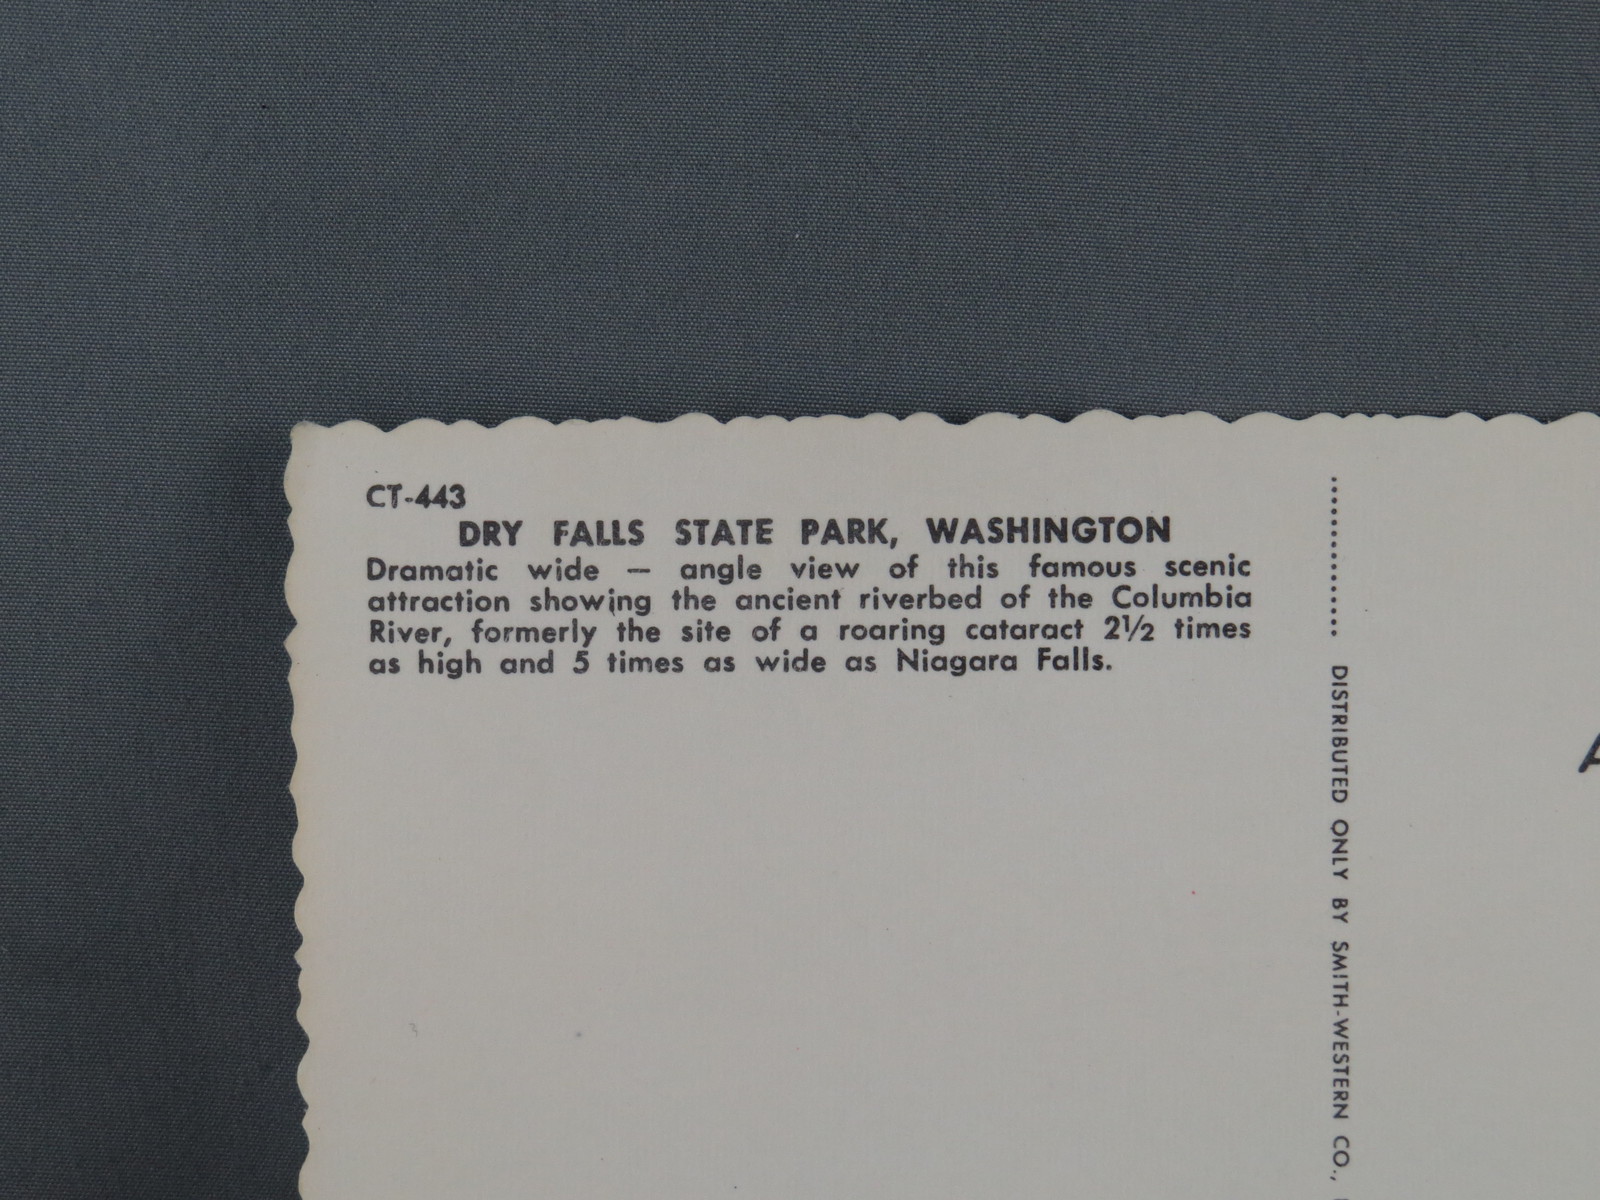 CT-443
DRY FALLS STATE PARK, WASHINGTON
Dramatic wide — angle view of this famous scenic
attraction showing the ancient riverbed of the Columbia
River, formerly the site of a roaring cataract 2½ times
as high and 5 times as wide as Niagara Falls.
DISTRIBUTED ONLY BY SMITH-WESTERN CO.,